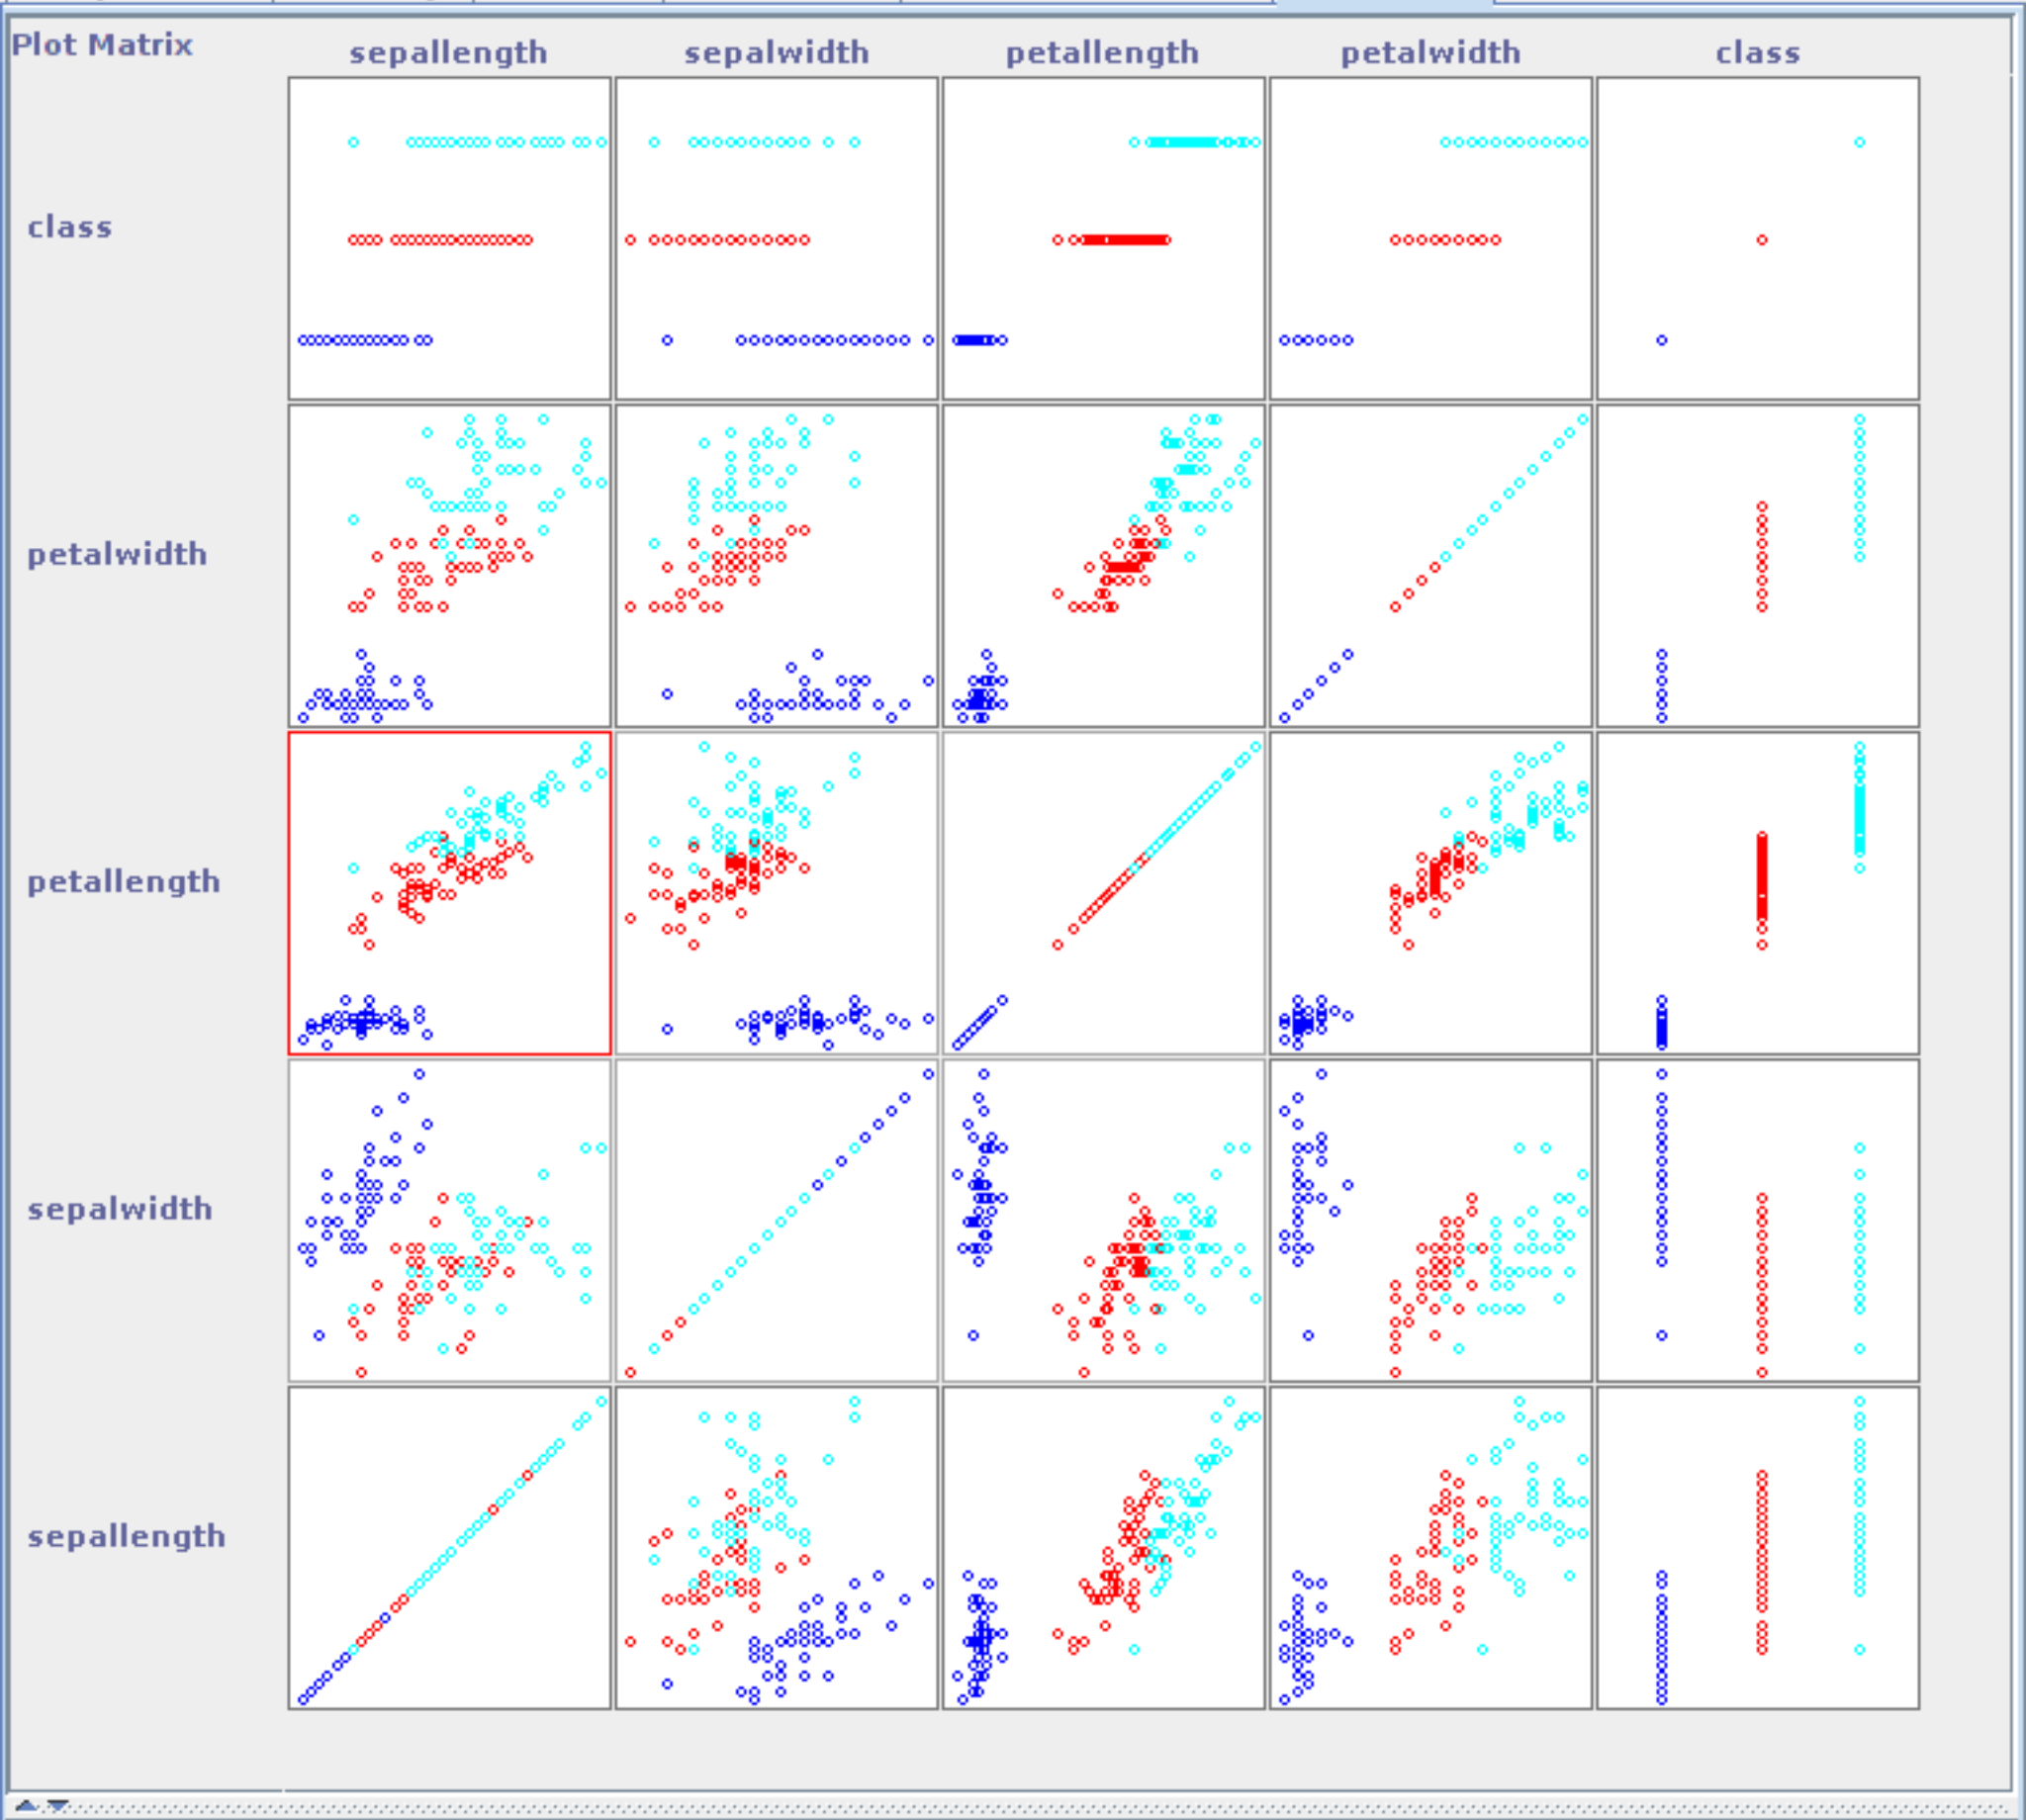 Plot Matrix
sepallength sepalwidth petallength petalwidth class
class
petalwidth
petallength
sepalwidth
sepallength